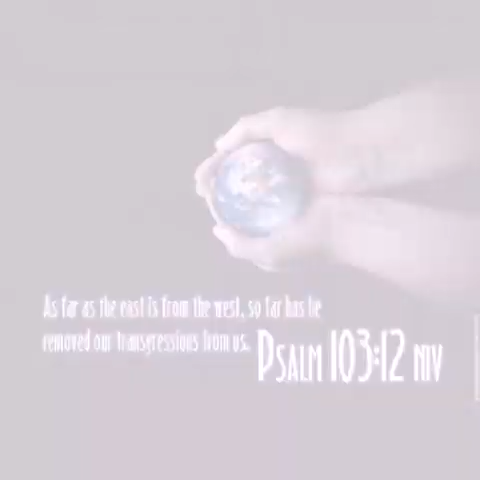 As far as the east is from the west, so far has he
removed our transgressions from us.
PSALM 103:12 NIV